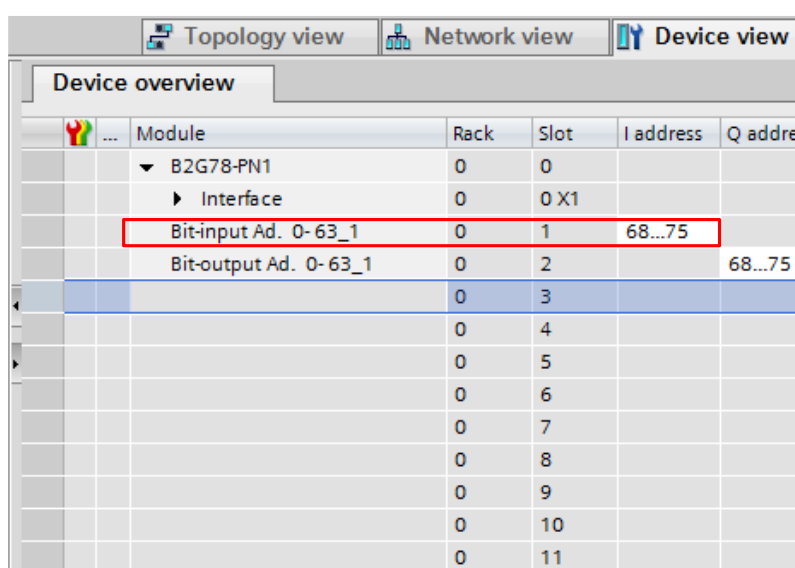 Topology view Network view Device view
Device overview
... Module Rack Slot I address Q addre
B2G78-PN1 0 0
Interface 0 0 X1
Bit-input Ad. 0- 63_1 0 1 68...75
Bit-output Ad. 0- 63_1 0 2 68...75
0 3
0 4
0 5
0 6
0 7
0 8
0 9
0 10
0 11